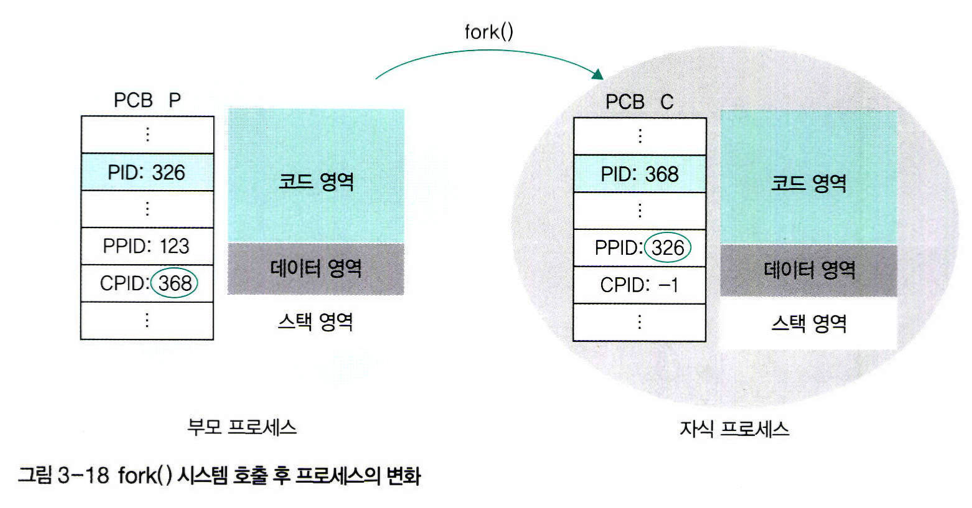 fork()
PCB P
⋮
PID: 326
⋮
PPID: 123
CPID: 368
⋮
코드 영역
데이터 영역
스택 영역
부모 프로세스
PCB C
⋮
PID: 368
⋮
PPID: 326
CPID: -1
⋮
코드 영역
데이터 영역
스택 영역
자식 프로세스
그림 3-18 fork() 시스템 호출 후 프로세스의 변화